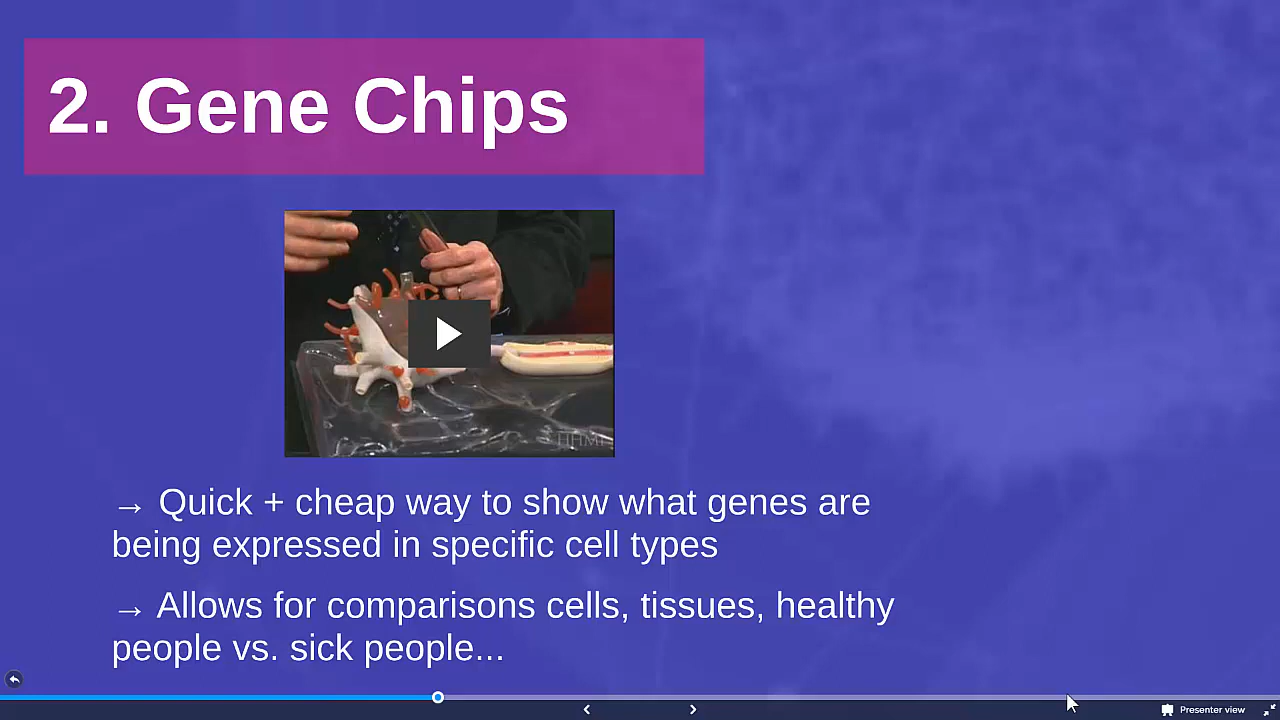 2. Gene Chips
HHMI
→ Quick + cheap way to show what genes are
being expressed in specific cell types
→ Allows for comparisons cells, tissues, healthy
people vs. sick people...
Presenter view